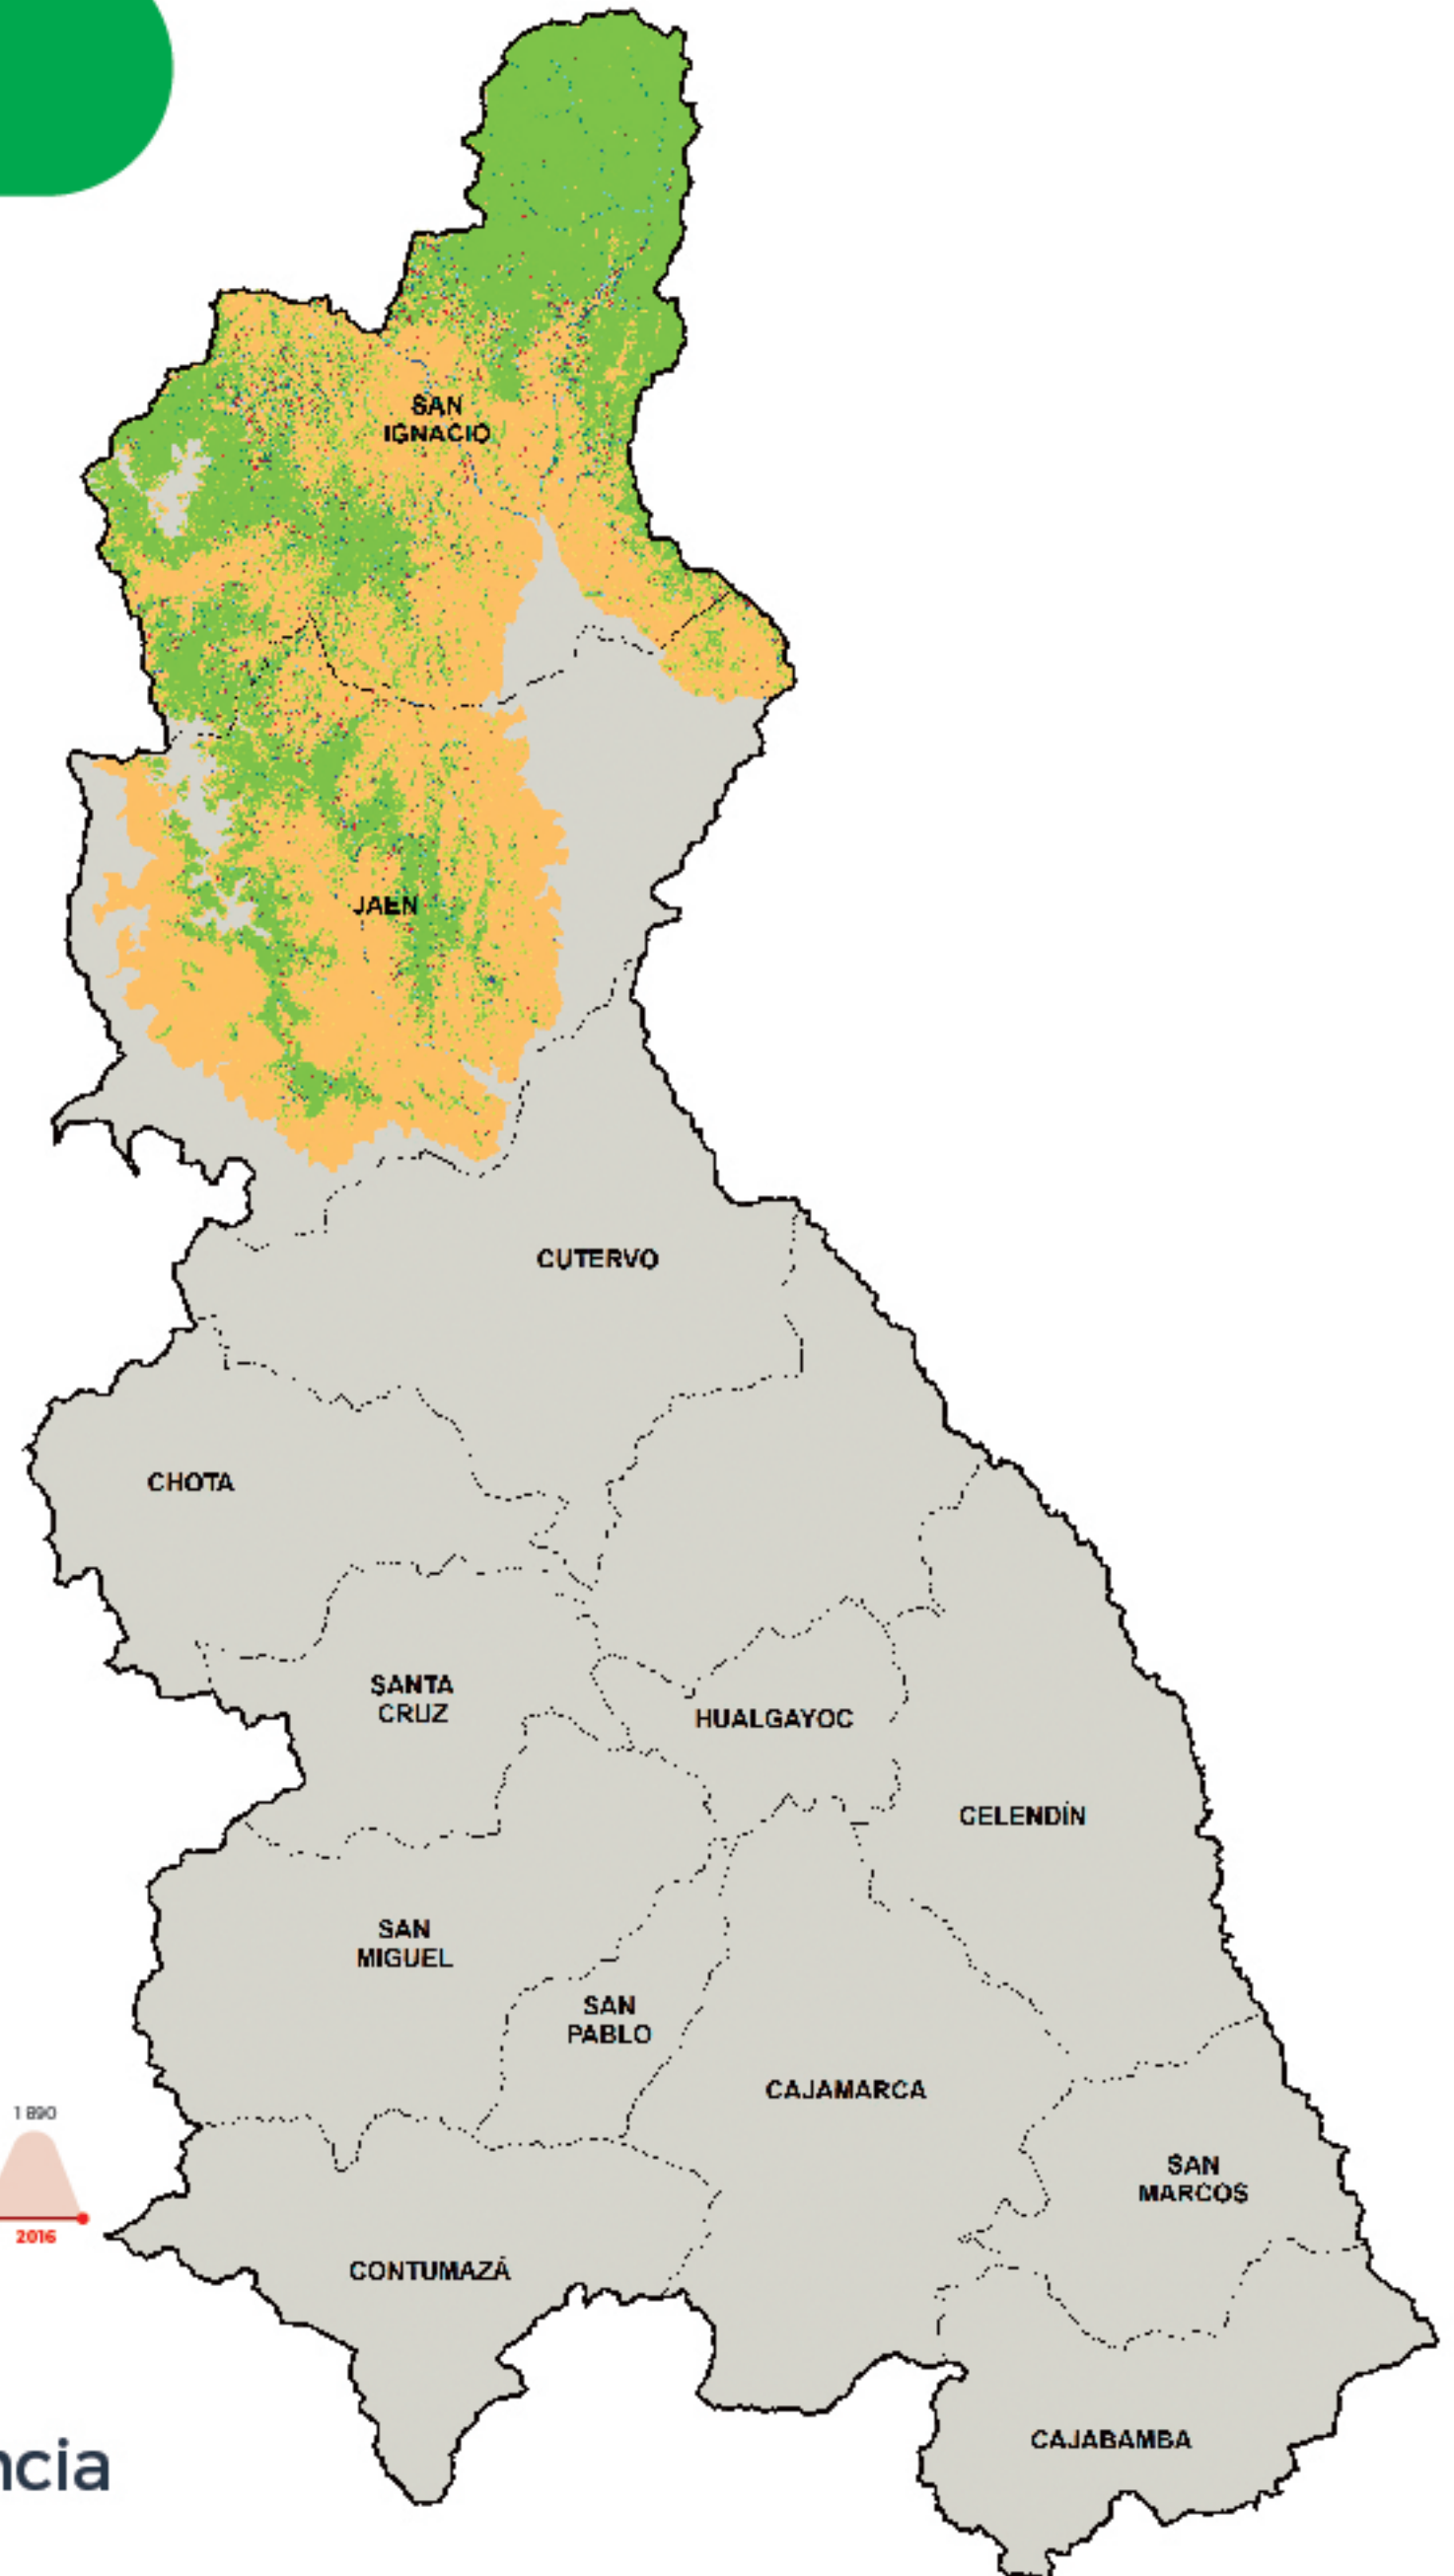 SAN
IGNACIO
JAEN
CUTERVO
CHOTA
SANTA
CRUZ
HUALGAYOC
CELENDÍN
SAN
MIGUEL
SAN
PABLO
CAJAMARCA
1 890
SAN
MARCOS
2016
CONTUMAZÁ
CAJABAMBA
ncia